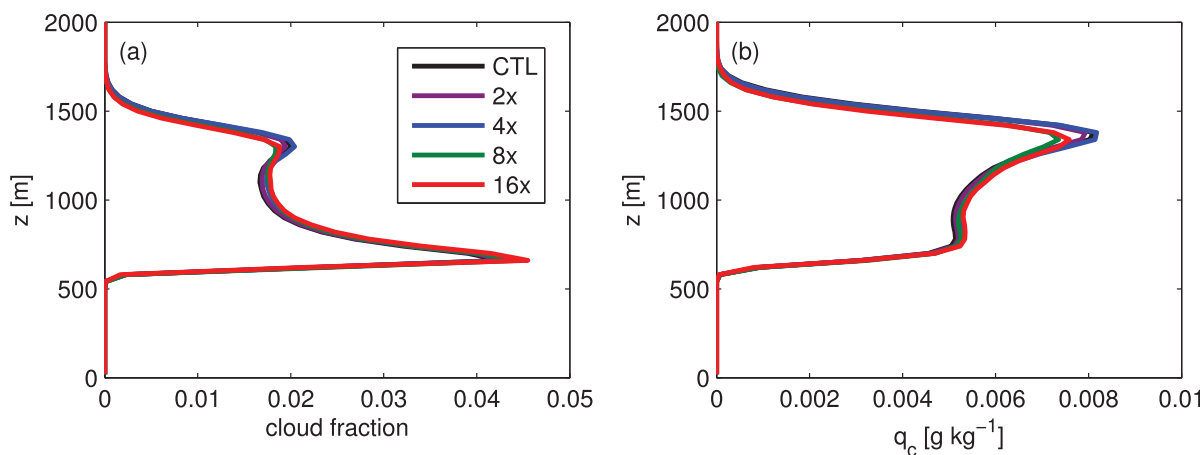 2000
1500
1000
500
0
z [m]
(a)
CTL
2x
4x
8x
16x
0 0.01 0.02 0.03 0.04 0.05
cloud fraction
2000
1500
1000
500
0
z [m]
(b)
0 0.002 0.004 0.006 0.008 0.01
q_c [g kg⁻¹]